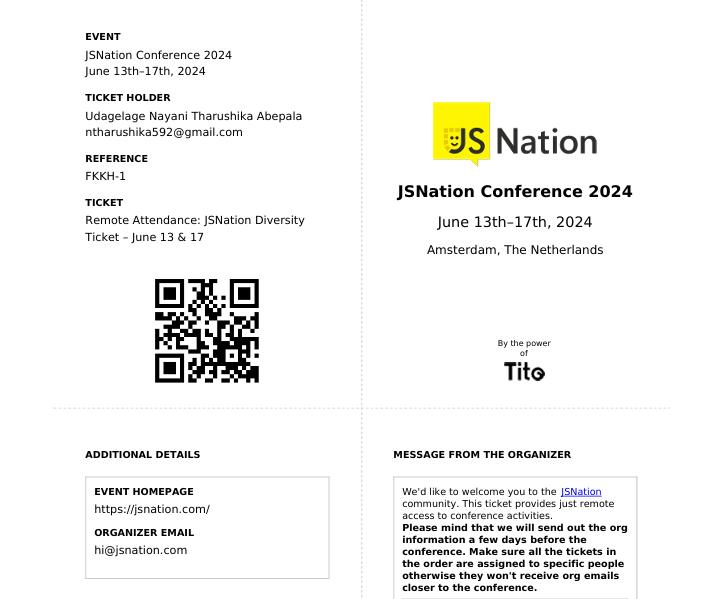 EVENT
JSNation Conference 2024
June 13th–17th, 2024
TICKET HOLDER
Udagelage Nayani Tharushika Abepala
ntharushika592@gmail.com
REFERENCE
FKKH-1
TICKET
Remote Attendance: JSNation Diversity
Ticket – June 13 & 17
JS Nation
JSNation Conference 2024
June 13th–17th, 2024
Amsterdam, The Netherlands
By the power
of
Tito
ADDITIONAL DETAILS
EVENT HOMEPAGE
https://jsnation.com/
ORGANIZER EMAIL
hi@jsnation.com
MESSAGE FROM THE ORGANIZER
We'd like to welcome you to the JSNation
community. This ticket provides just remote
access to conference activities.
Please mind that we will send out the org
information a few days before the
conference. Make sure all the tickets in
the order are assigned to specific people
otherwise they won't receive org emails
closer to the conference.